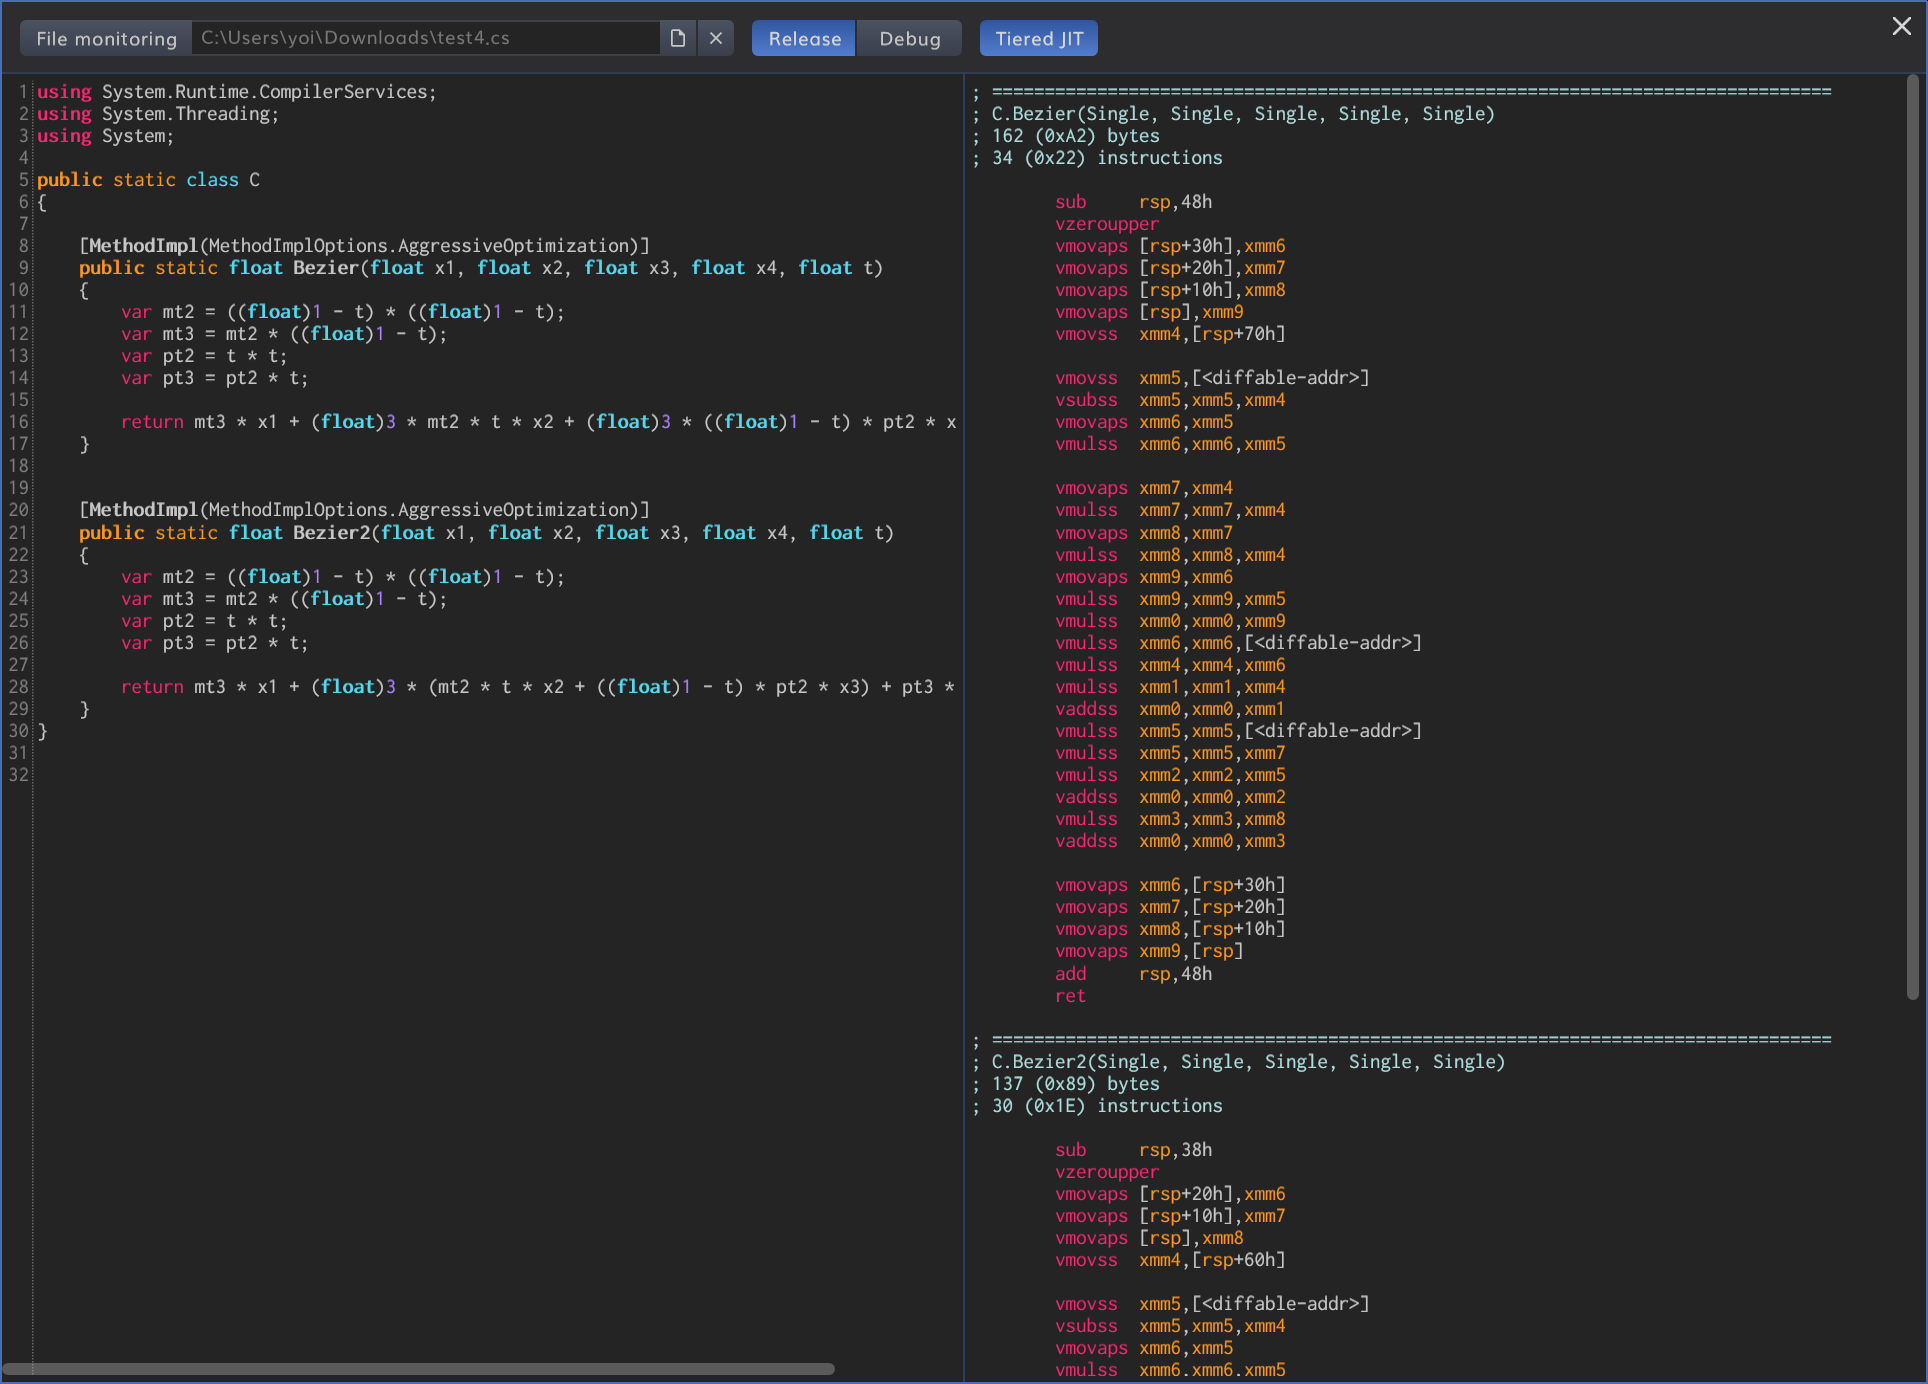 File monitoring C:\Users\yoi\Downloads\test4.cs Release Debug Tiered JIT
1 using System.Runtime.CompilerServices;
2 using System.Threading;
3 using System;
4
5 public static class C
6 {
7
8 [MethodImpl(MethodImplOptions.AggressiveOptimization)]
9 public static float Bezier(float x1, float x2, float x3, float x4, float t)
10 {
11 var mt2 = ((float)1 - t) * ((float)1 - t);
12 var mt3 = mt2 * ((float)1 - t);
13 var pt2 = t * t;
14 var pt3 = pt2 * t;
15
16 return mt3 * x1 + (float)3 * mt2 * t * x2 + (float)3 * ((float)1 - t) * pt2 * x
17 }
18
19
20 [MethodImpl(MethodImplOptions.AggressiveOptimization)]
21 public static float Bezier2(float x1, float x2, float x3, float x4, float t)
22 {
23 var mt2 = ((float)1 - t) * ((float)1 - t);
24 var mt3 = mt2 * ((float)1 - t);
25 var pt2 = t * t;
26 var pt3 = pt2 * t;
27
28 return mt3 * x1 + (float)3 * (mt2 * t * x2 + ((float)1 - t) * pt2 * x3) + pt3 *
29 }
30 }
31
32
; ================================================================================
; C.Bezier(Single, Single, Single, Single, Single)
; 162 (0xA2) bytes
; 34 (0x22) instructions
sub rsp,48h
vzeroupper
vmovaps [rsp+30h],xmm6
vmovaps [rsp+20h],xmm7
vmovaps [rsp+10h],xmm8
vmovaps [rsp],xmm9
vmovss xmm4,[rsp+70h]
vmovss xmm5,[<diffable-addr>]
vsubss xmm5,xmm5,xmm4
vmovaps xmm6,xmm5
vmulss xmm6,xmm6,xmm5
vmovaps xmm7,xmm4
vmulss xmm7,xmm7,xmm4
vmovaps xmm8,xmm7
vmulss xmm8,xmm8,xmm4
vmovaps xmm9,xmm6
vmulss xmm9,xmm9,xmm5
vmulss xmm0,xmm0,xmm9
vmulss xmm6,xmm6,[<diffable-addr>]
vmulss xmm4,xmm4,xmm6
vmulss xmm1,xmm1,xmm4
vaddss xmm0,xmm0,xmm1
vmulss xmm5,xmm5,[<diffable-addr>]
vmulss xmm5,xmm5,xmm7
vmulss xmm2,xmm2,xmm5
vaddss xmm0,xmm0,xmm2
vmulss xmm3,xmm3,xmm8
vaddss xmm0,xmm0,xmm3
vmovaps xmm6,[rsp+30h]
vmovaps xmm7,[rsp+20h]
vmovaps xmm8,[rsp+10h]
vmovaps xmm9,[rsp]
add rsp,48h
ret
; ================================================================================
; C.Bezier2(Single, Single, Single, Single, Single)
; 137 (0x89) bytes
; 30 (0x1E) instructions
sub rsp,38h
vzeroupper
vmovaps [rsp+20h],xmm6
vmovaps [rsp+10h],xmm7
vmovaps [rsp],xmm8
vmovss xmm4,[rsp+60h]
vmovss xmm5,[<diffable-addr>]
vsubss xmm5,xmm5,xmm4
vmovaps xmm6,xmm5
vmulss xmm6,xmm6,xmm5